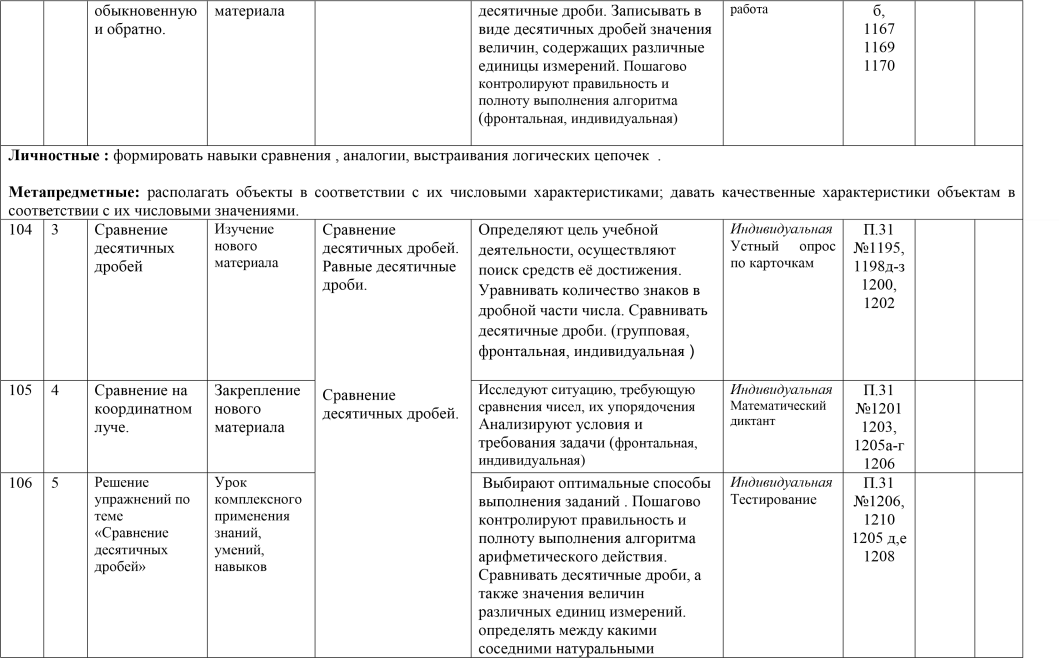 обыкновенную
и обратно.
материала
десятичные дроби. Записывать в
виде десятичных дробей значения
величин, содержащих различные
единицы измерений. Пошагово
контролируют правильность и
полноту выполнения алгоритма
(фронтальная, индивидуальная)
работа
б,
1167
1169
1170
Личностные : формировать навыки сравнения , аналогии, выстраивания логических цепочек .
Метапредметные: располагать объекты в соответствии с их числовыми характеристиками; давать качественные характеристики объектам в
соответствии с их числовыми значениями.
104
3
Сравнение
десятичных
дробей
Изучение
нового
материала
Сравнение
десятичных дробей.
Равные десятичные
дроби.
Определяют цель учебной
деятельности, осуществляют
поиск средств её достижения.
Уравнивать количество знаков в
дробной части числа. Сравнивать
десятичные дроби. (групповая,
фронтальная, индивидуальная )
Индивидуальная
Устный опрос
по карточкам
П.31
№1195,
1198д-з
1200,
1202
105
4
Сравнение на
координатном
луче.
Закрепление
нового
материала
Сравнение
десятичных дробей.
Исследуют ситуацию, требующую
сравнения чисел, их упорядочения
Анализируют условия и
требования задачи (фронтальная,
индивидуальная)
Индивидуальная
Математический
диктант
П.31
№1201
1203,
1205а-г
1206
106
5
Решение
упражнений по
теме
«Сравнение
десятичных
дробей»
Урок
комплексного
применения
знаний,
умений,
навыков
Выбирают оптимальные способы
выполнения заданий . Пошагово
контролируют правильность и
полноту выполнения алгоритма
арифметического действия.
Сравнивать десятичные дроби, а
также значения величин
различных единиц измерений.
определять между какими
соседними натуральными
Индивидуальная
Тестирование
П.31
№1206,
1210
1205 д,е
1208